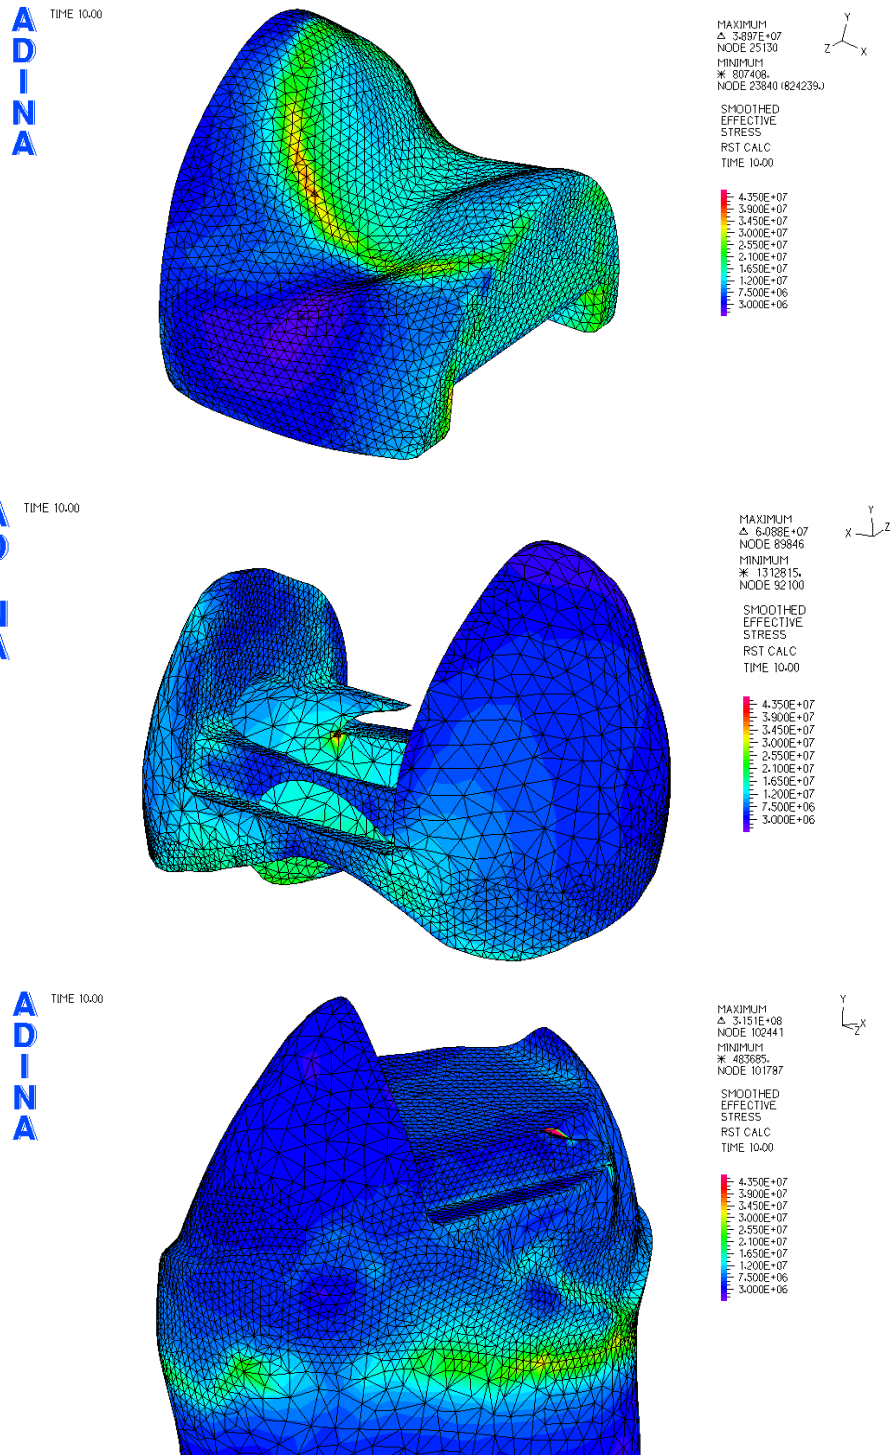 ADINA
TIME 10.00
MAXIMUM
△ 3.897E+07
NODE 25130
MINIMUM
* 807408.
NODE 23840 (824239.)
SMOOTHED
EFFECTIVE
STRESS
RST CALC
TIME 10.00
Y
Z X
4.350E+07
3.900E+07
3.450E+07
3.000E+07
2.550E+07
2.100E+07
1.650E+07
1.200E+07
7.500E+06
3.000E+06
TIME 10.00
MAXIMUM
△ 6.088E+07
NODE 89846
MINIMUM
* 1312815.
NODE 92100
SMOOTHED
EFFECTIVE
STRESS
RST CALC
TIME 10.00
Y
X Z
4.350E+07
3.900E+07
3.450E+07
3.000E+07
2.550E+07
2.100E+07
1.650E+07
1.200E+07
7.500E+06
3.000E+06
ADINA
TIME 10.00
MAXIMUM
△ 3.151E+08
NODE 102441
MINIMUM
* 483685.
NODE 101787
SMOOTHED
EFFECTIVE
STRESS
RST CALC
TIME 10.00
Y
X
Z
4.350E+07
3.900E+07
3.450E+07
3.000E+07
2.550E+07
2.100E+07
1.650E+07
1.200E+07
7.500E+06
3.000E+06